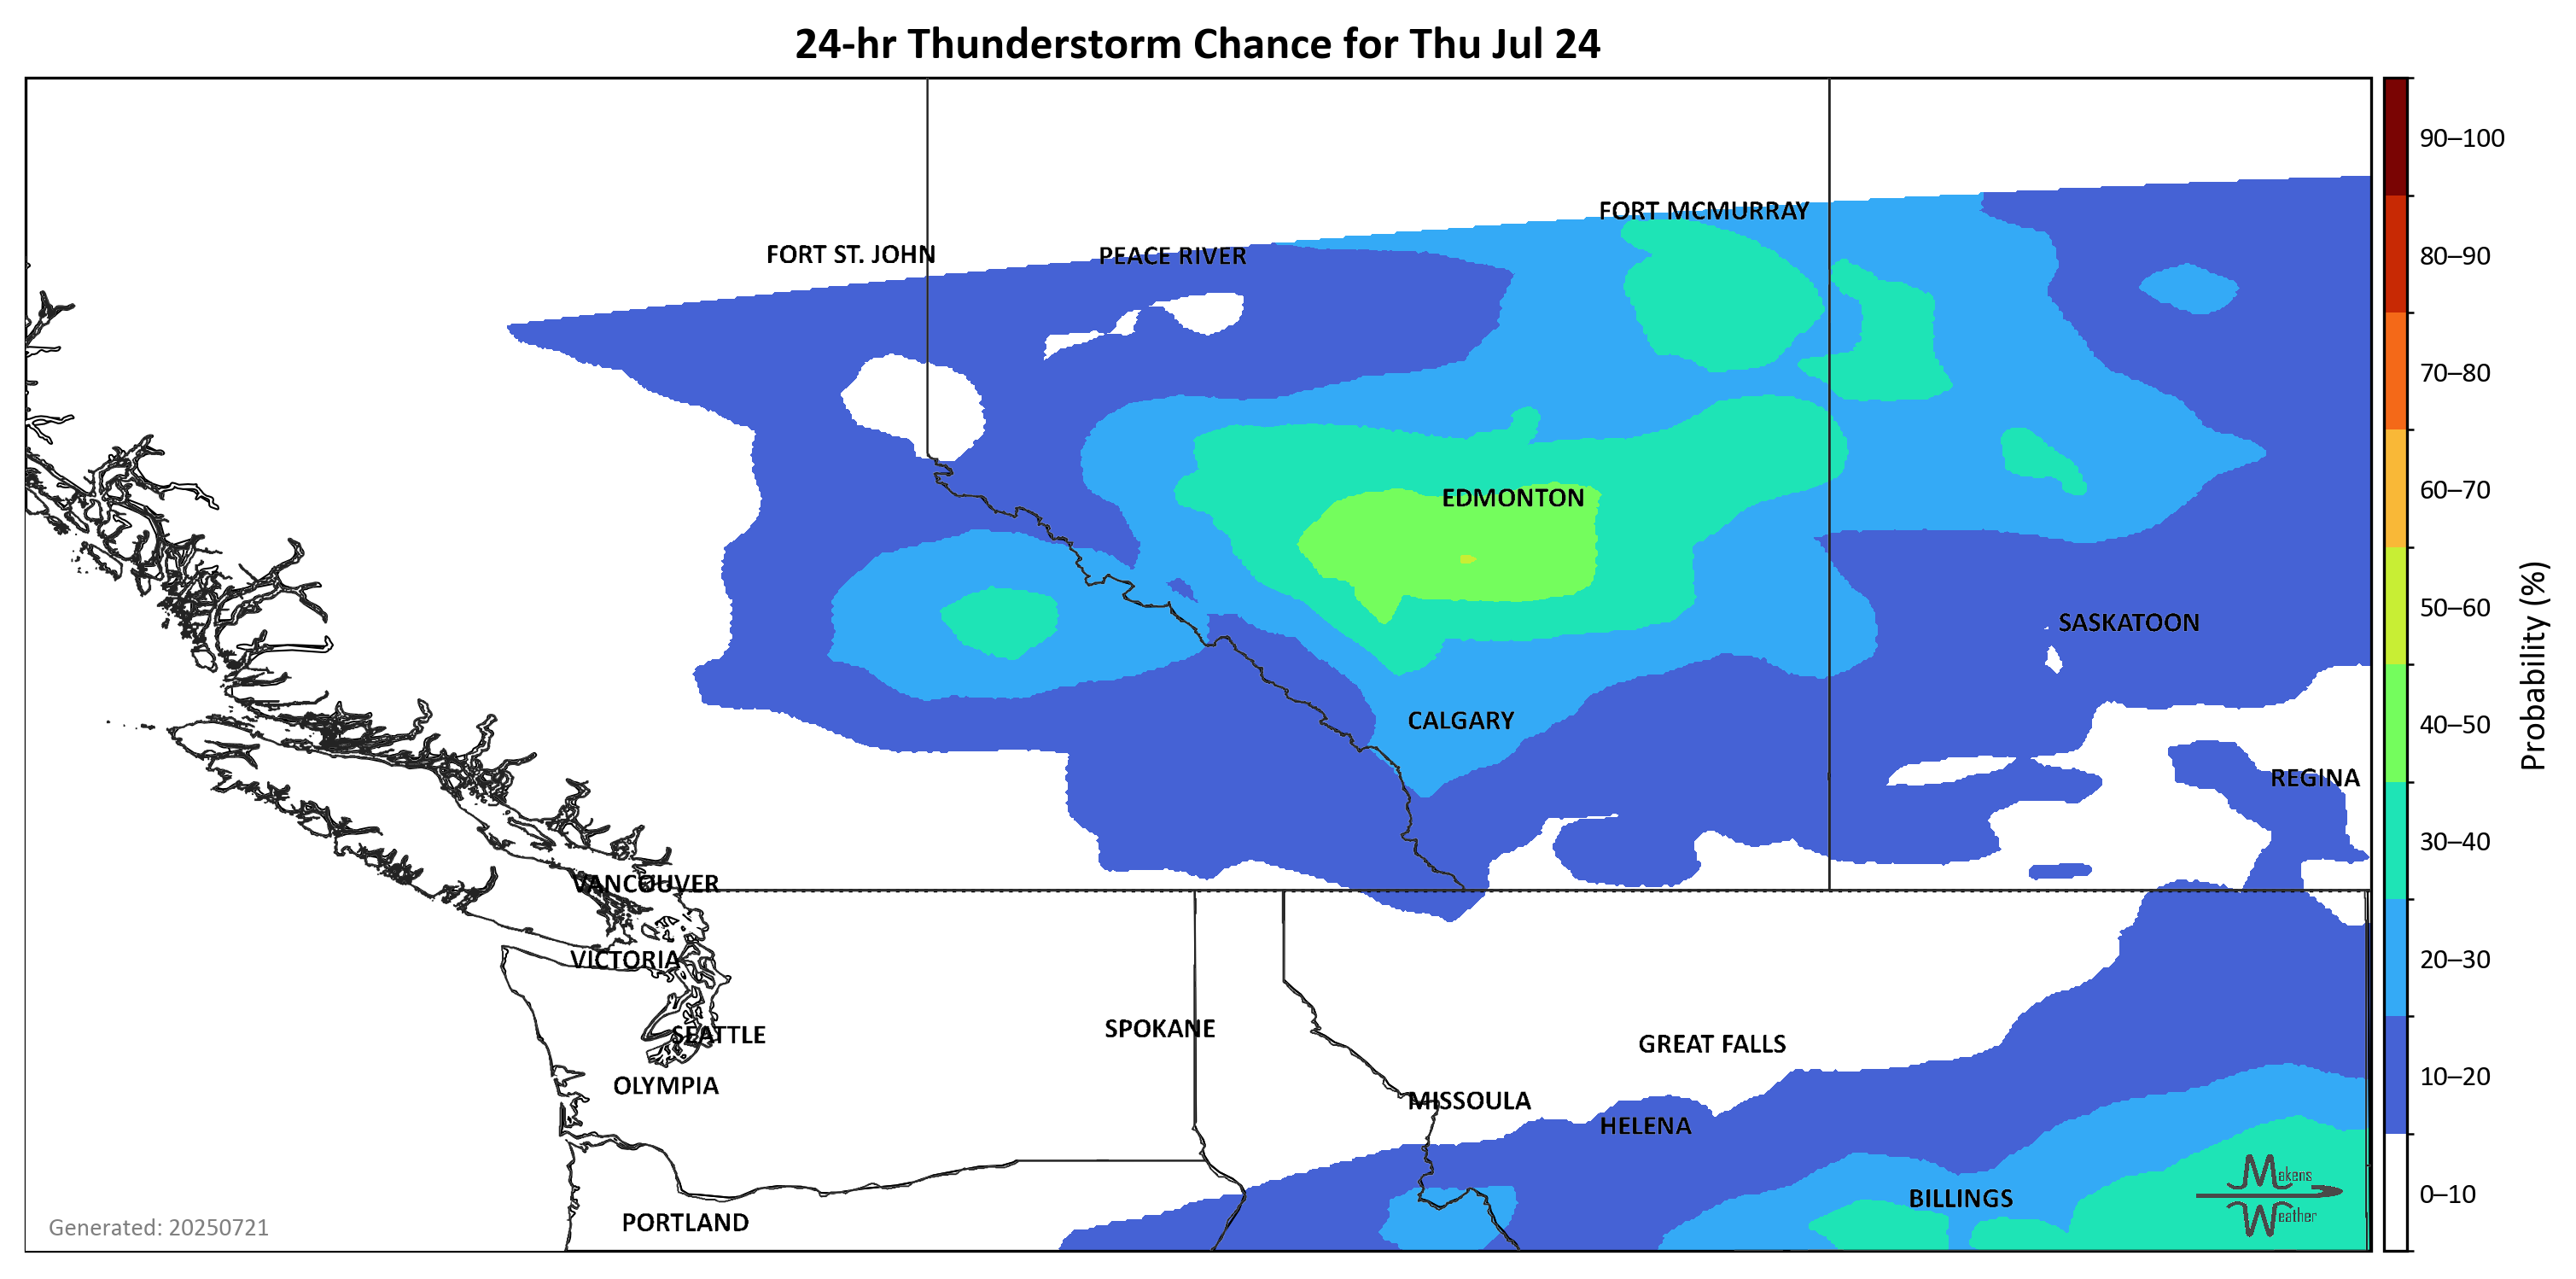 24-hr Thunderstorm Chance for Thu Jul 24
90–100
FORT MCMURRAY
FORT ST. JOHN
PEACE RIVER
80–90
70–80
60–70
EDMONTON
50–60
SASKATOON
Probability (%)
CALGARY
40–50
REGINA
30–40
VANCOUVER
VICTORIA
20–30
SPOKANE
SEATTLE
GREAT FALLS
10–20
OLYMPIA
MISSOULA
HELENA
Makens
Weather
0–10
BILLINGS
PORTLAND
Generated: 20250721